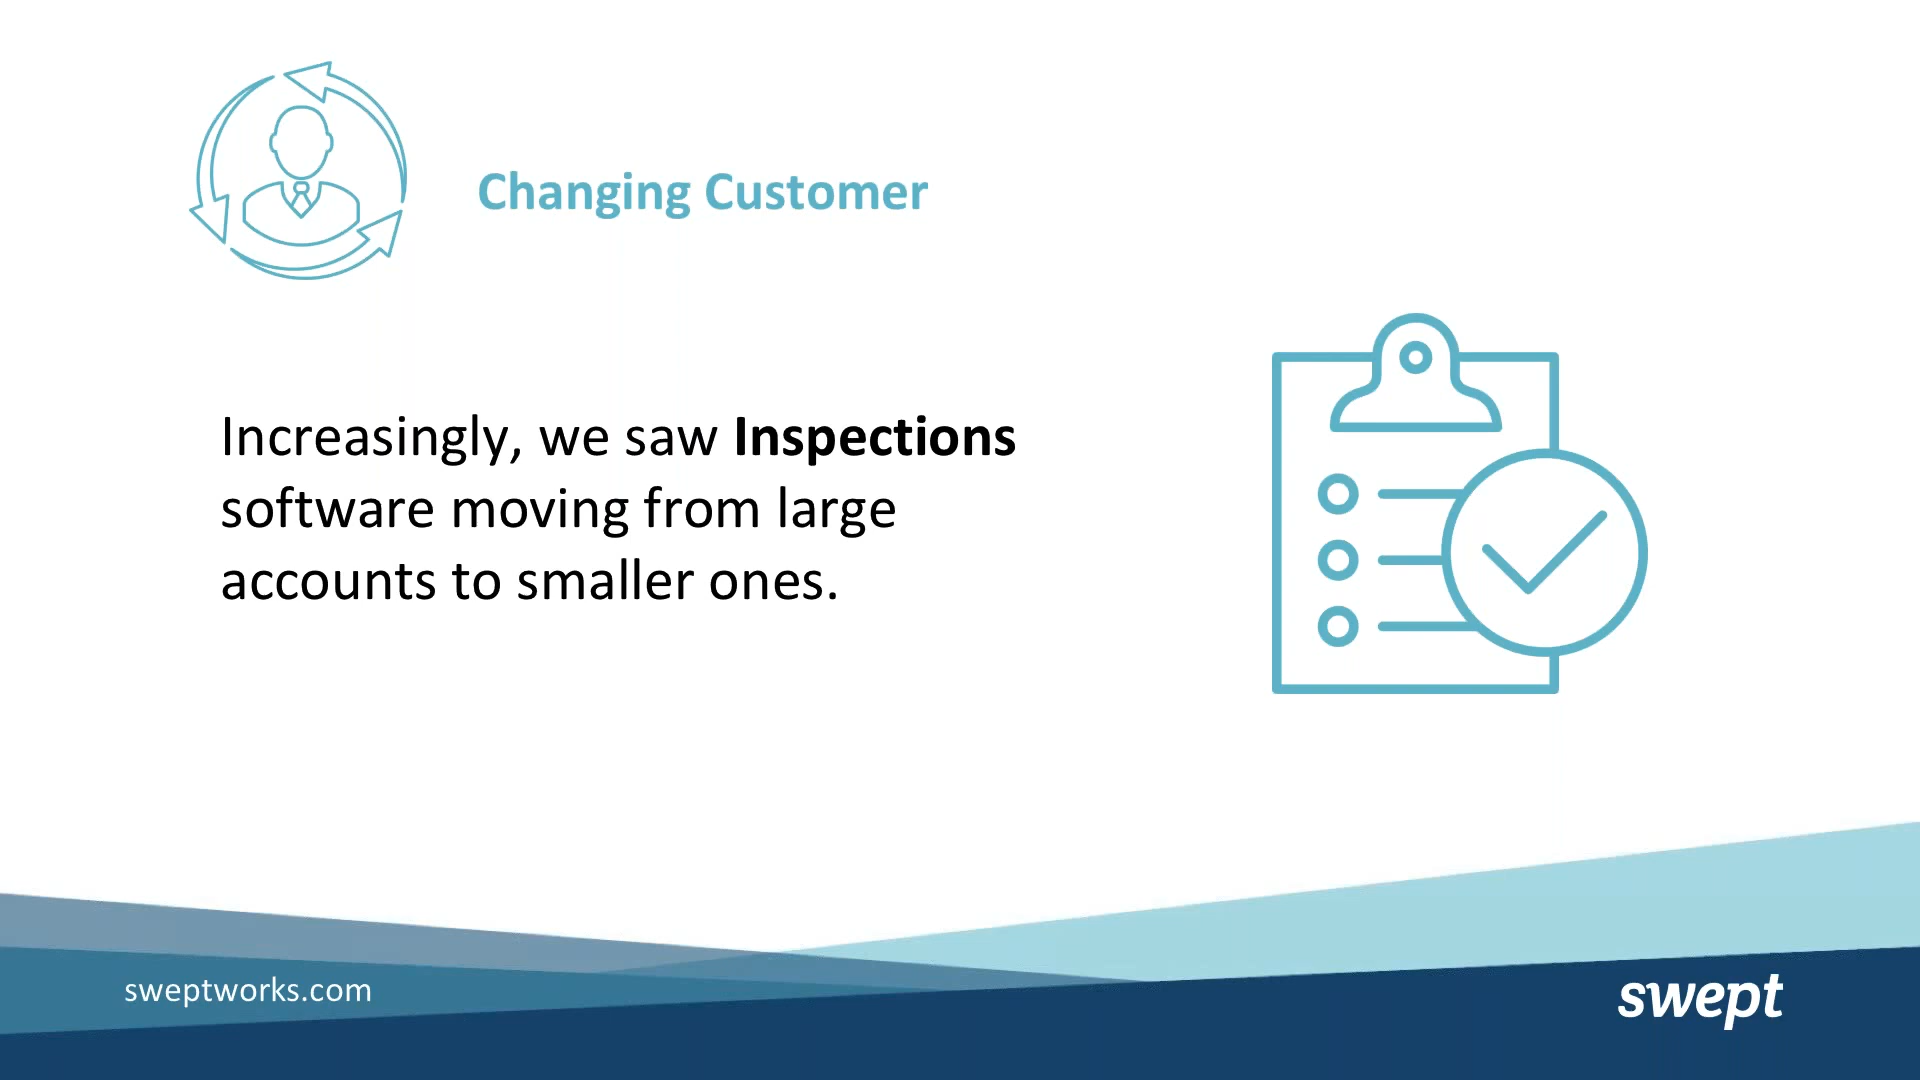 Changing Customer
Increasingly, we saw Inspections
software moving from large
accounts to smaller ones.
sweptworks.com
swept